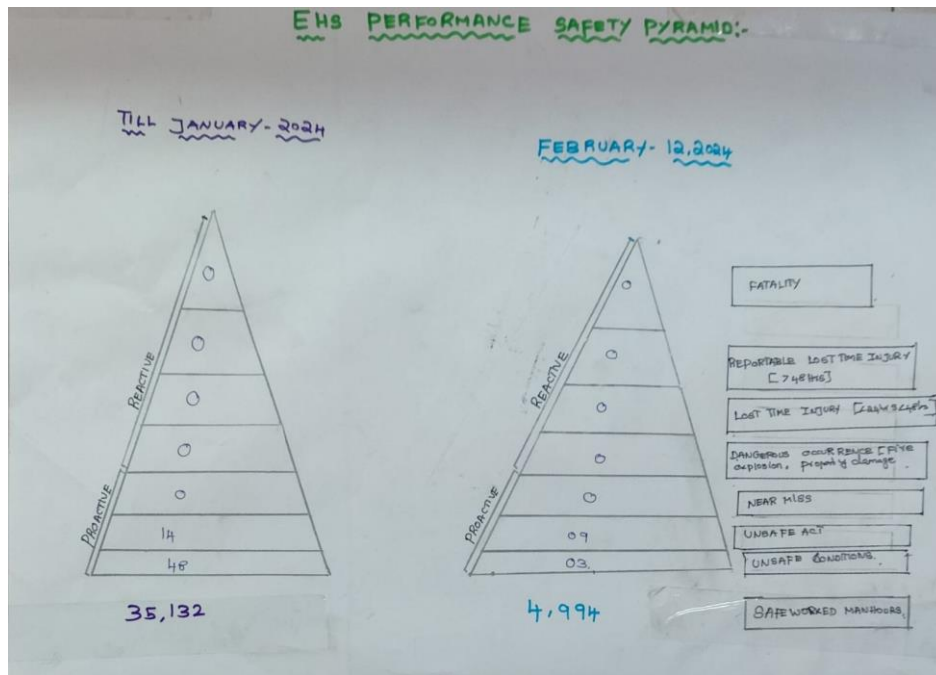 EHS PERFORMANCE SAFETY PYRAMID:-
TILL JANUARY - 2024
FEBRUARY - 12, 2024
REACTIVE
PROACTIVE
0
0
0
0
0
14
48
35,132
REACTIVE
PROACTIVE
0
0
0
0
0
09
03.
4,994
FATALITY
REPORTABLE LOST TIME INJURY
[>48HS]
LOST TIME INJURY
DANGEROUS OCCURRENCE [FIRE
explosion, property damage
NEAR MISS
UNSAFE ACT
UNSAFE CONDITIONS.
SAFE WORKED MANHOURS.